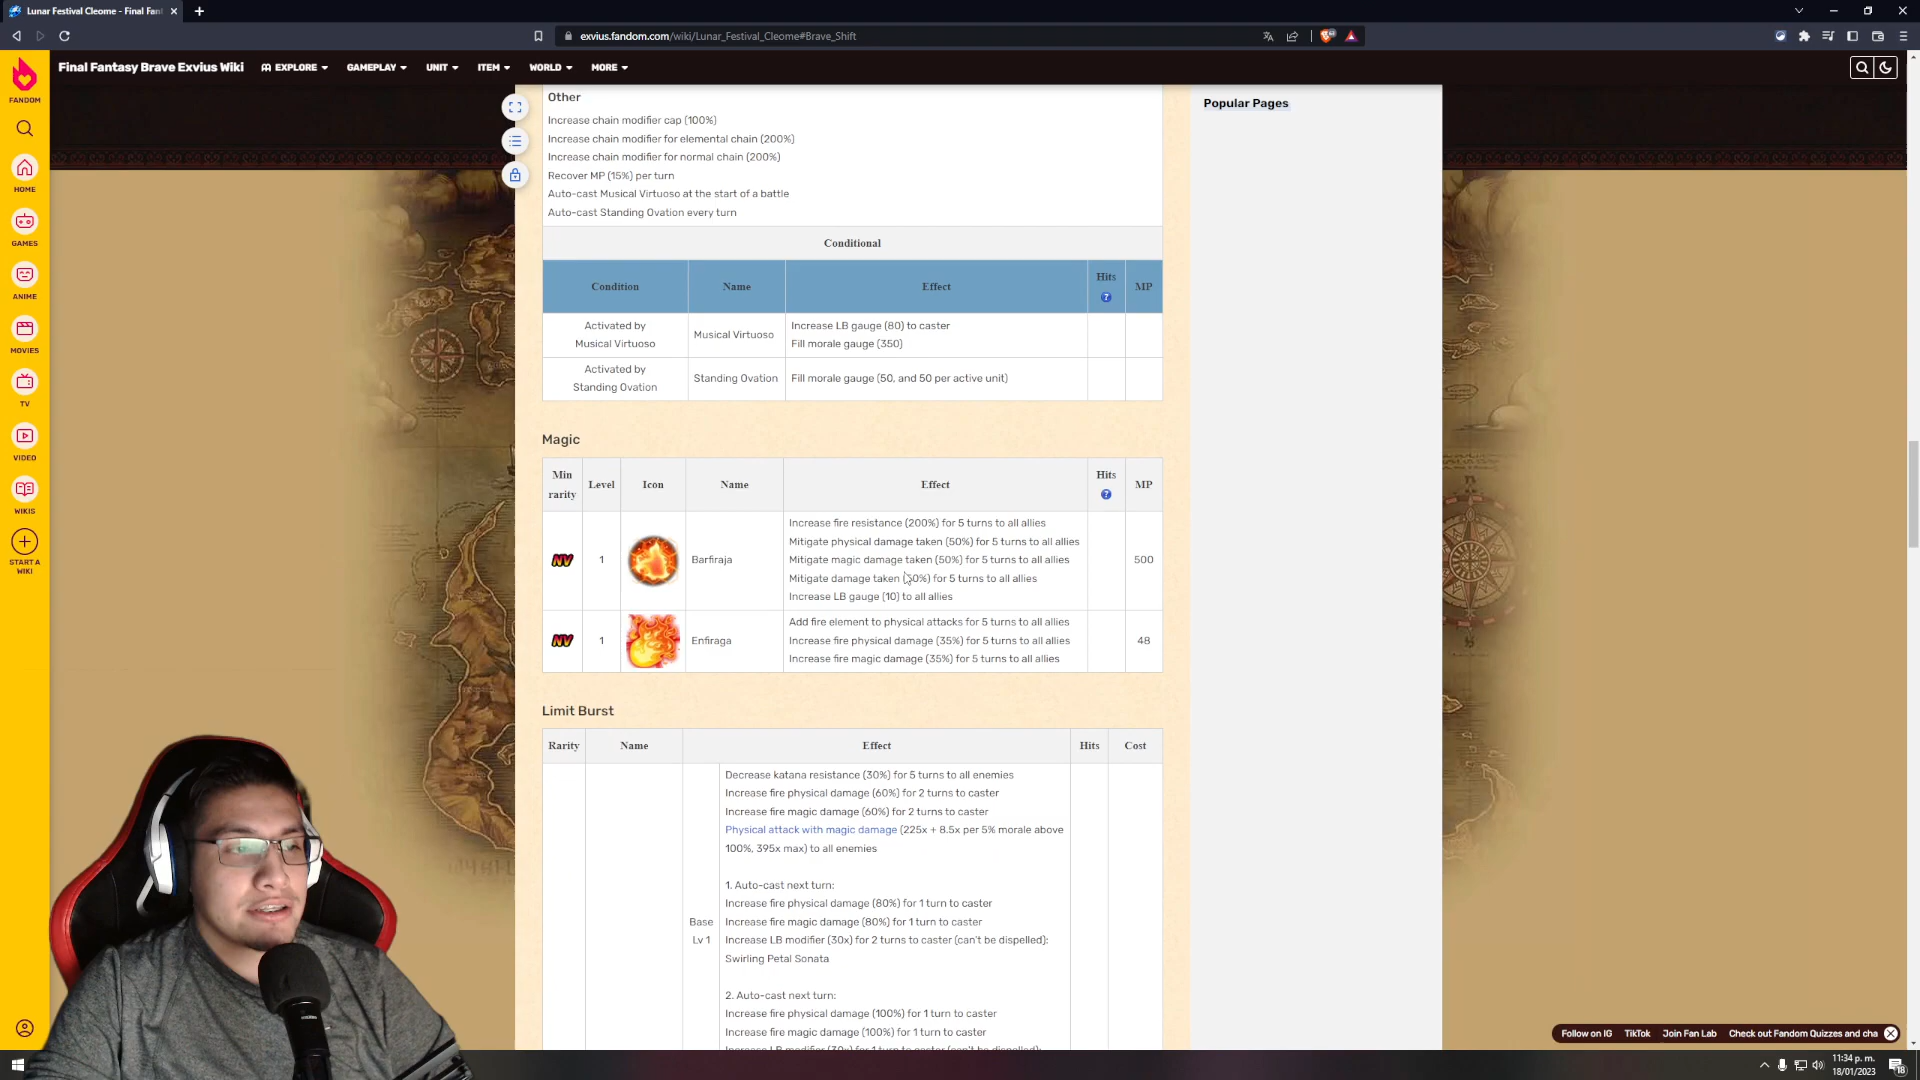 Lunar Festival Cleome - Final Fan
exvius.fandom.com/wiki/Lunar_Festival_Cleome#Brave_Shift
FANDOM
Final Fantasy Brave Exvius Wiki
EXPLORE
GAMEPLAY
UNIT
ITEM
WORLD
MORE
HOME
GAMES
ANIME
MOVIES
TV
VIDEO
WIKIS
START A
WIKI
Other
Increase chain modifier cap (100%)
Increase chain modifier for elemental chain (200%)
Increase chain modifier for normal chain (200%)
Recover MP (15%) per turn
Auto-cast Musical Virtuoso at the start of a battle
Auto-cast Standing Ovation every turn
Conditional
Condition Name Effect Hits ? MP
Activated by
Musical Virtuoso
Musical Virtuoso
Increase LB gauge (80) to caster
Fill morale gauge (350)
Activated by
Standing Ovation
Standing Ovation
Fill morale gauge (50, and 50 per active unit)
Magic
Min
rarity
Level Icon Name Effect Hits ? MP
NV 1 Barfiraja
Increase fire resistance (200%) for 5 turns to all allies
Mitigate physical damage taken (50%) for 5 turns to all allies
Mitigate magic damage taken (50%) for 5 turns to all allies
Mitigate damage taken for 5 turns to all allies
Increase LB gauge (10) to all allies
500
NV 1 Enfiraga
Add fire element to physical attacks for 5 turns to all allies
Increase fire physical damage (35%) for 5 turns to all allies
Increase fire magic damage (35%) for 5 turns to all allies
48
Limit Burst
Rarity Name Effect Hits Cost
Base
Lv 1
Decrease katana resistance (30%) for 5 turns to all enemies
Increase fire physical damage (60%) for 2 turns to caster
Increase fire magic damage (60%) for 2 turns to caster
Physical attack with magic damage (225x + 8.5x per 5% morale above
100%, 395x max) to all enemies
1. Auto-cast next turn:
Increase fire physical damage (80%) for 1 turn to caster
Increase fire magic damage (80%) for 1 turn to caster
Increase LB modifier (30x) for 2 turns to caster (can't be dispelled):
Swirling Petal Sonata
2. Auto-cast next turn:
Increase fire physical damage (100%) for 1 turn to caster
Increase fire magic damage (100%) for 1 turn to caster
Increase LB modifier (30x) for 1 turn to caster (can't be dispelled):
Popular Pages
Follow on IG
TikTok
Join Fan Lab
Check out Fandom Quizzes and cha
11:34 p. m.
18/01/2023